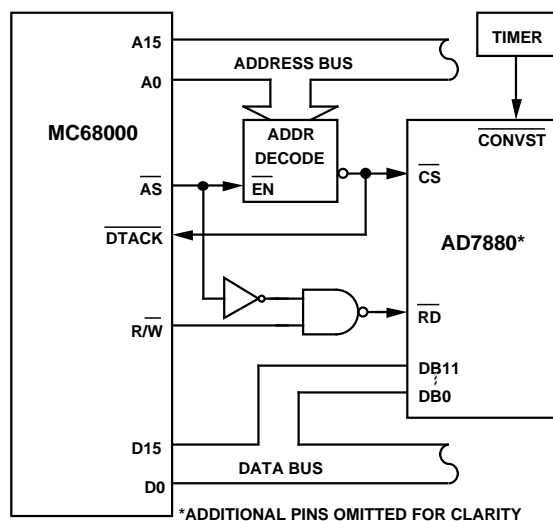 A15
TIMER
ADDRESS BUS
A0
MC68000
ADDR
DECODE
CONVST
AS
EN
CS
DTACK
AD7880*
R/W
RD
DB11
DB0
D15
DATA BUS
D0
*ADDITIONAL PINS OMITTED FOR CLARITY